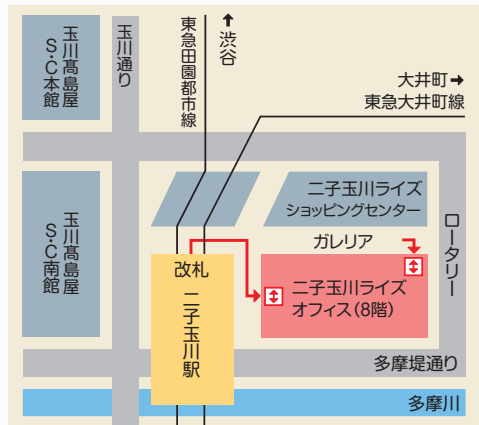 玉川髙島屋
S・C本館
玉川通り
東急田園都市線
↑
渋谷
大井町➡
東急大井町線
玉川髙島屋
S・C南館
二子玉川ライズ
ショッピングセンター
ガレリア
ロータリー
改札
二子玉川駅
二子玉川ライズ
オフィス(8階)
多摩堤通り
多摩川